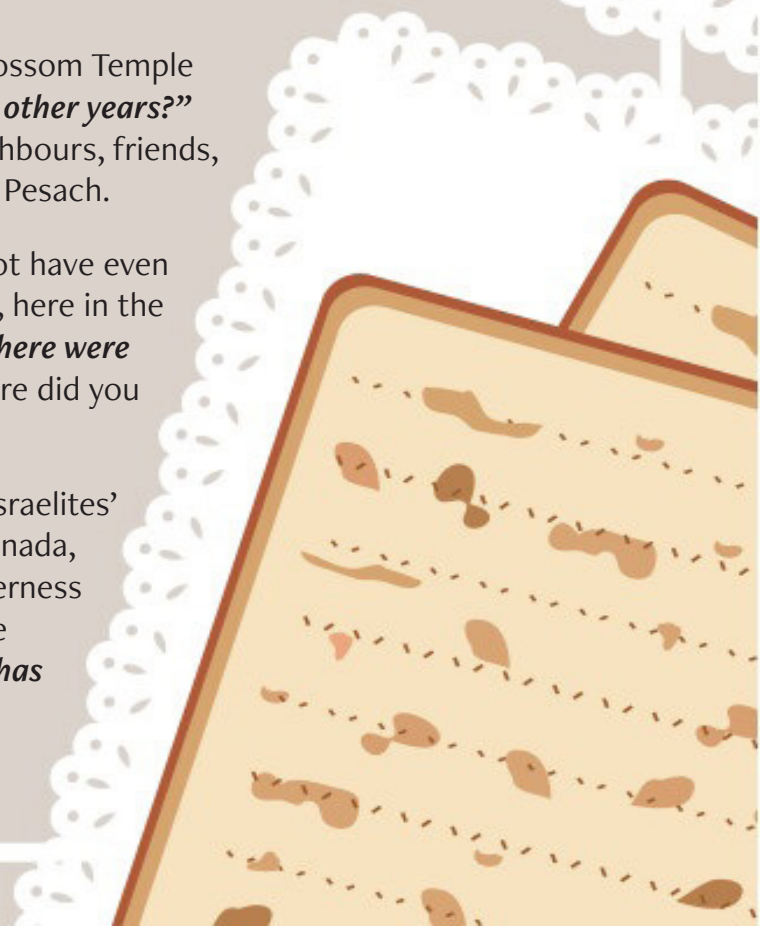 ossom Temple
other years?”
hbours, friends,
Pesach.
ot have even
, here in the
here were
re did you
sraelites’
nada,
erness
e
has